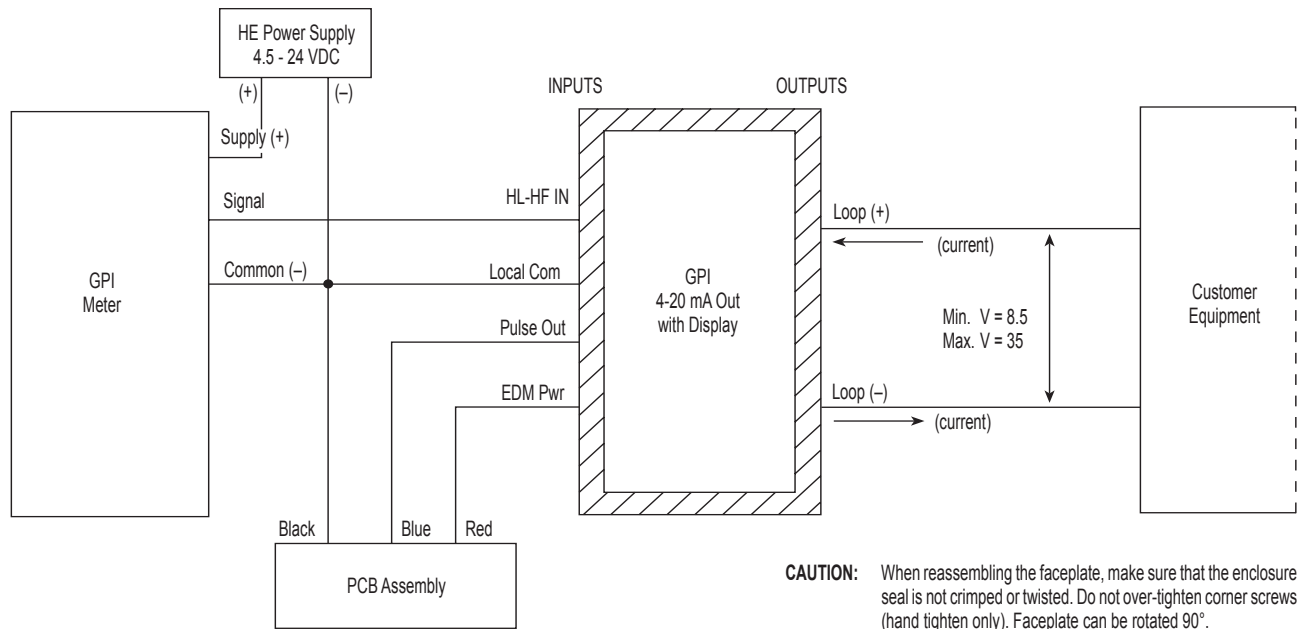 HE Power Supply
4.5 - 24 VDC
(+)
(–)
INPUTS
OUTPUTS
Supply (+)
Signal
HL-HF IN
Loop (+)
(current)
Common (–)
Local Com
GPI
Meter
GPI
4-20 mA Out
with Display
Customer
Equipment
Min. V = 8.5
Max. V = 35
Pulse Out
EDM Pwr
Loop (–)
(current)
Black
Blue
Red
PCB Assembly
CAUTION: When reassembling the faceplate, make sure that the enclosure
seal is not crimped or twisted. Do not over-tighten corner screws
(hand tighten only). Faceplate can be rotated 90°.